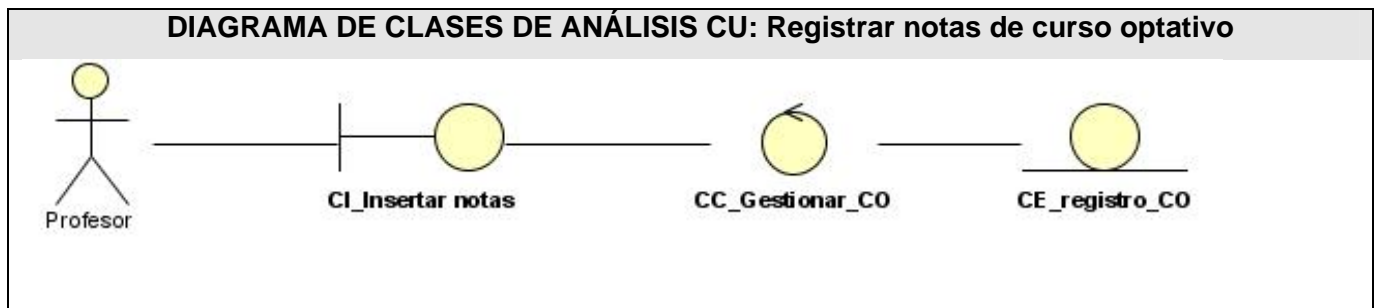 DIAGRAMA DE CLASES DE ANÁLISIS CU: Registrar notas de curso optativo
Profesor
CI_Insertar notas
CC_Gestionar_CO
CE_registro_CO